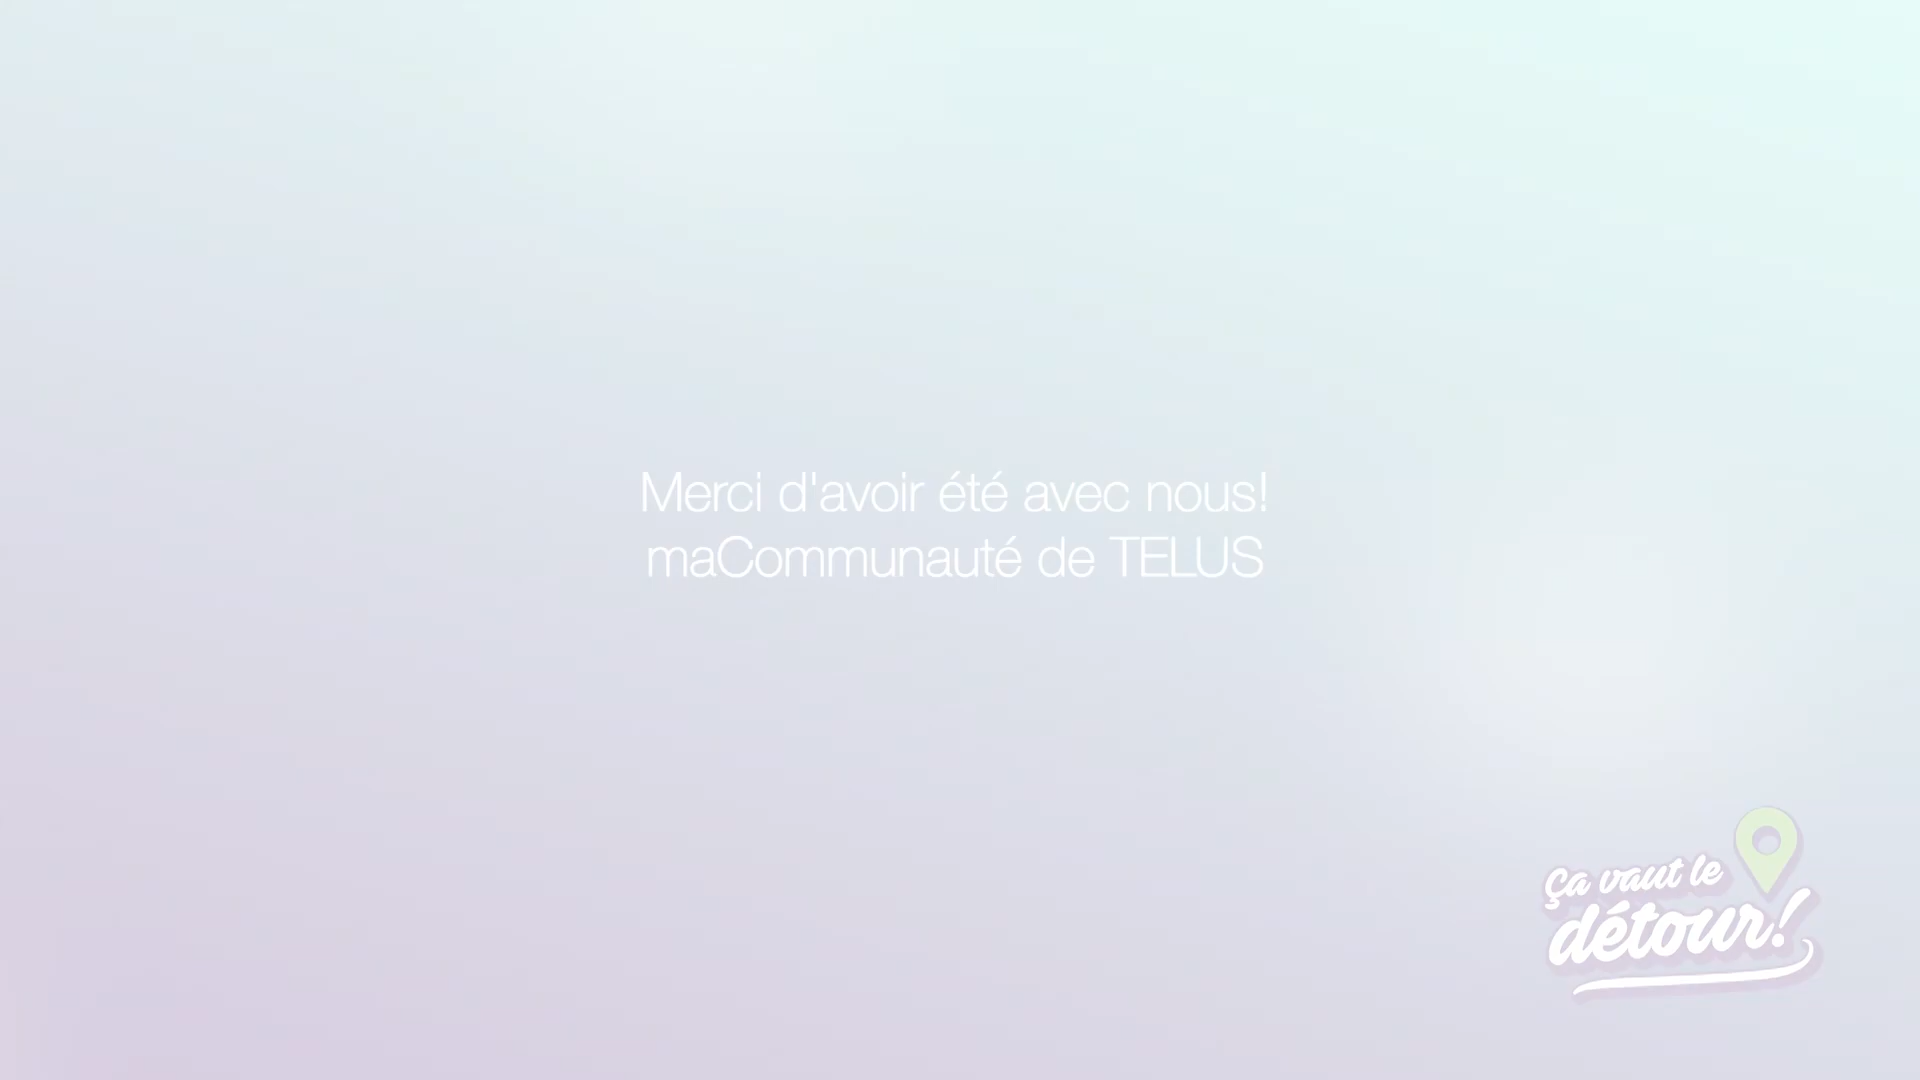 Merci d'avoir été avec nous!
maCommunauté de TELUS
Ça vaut le
détour!